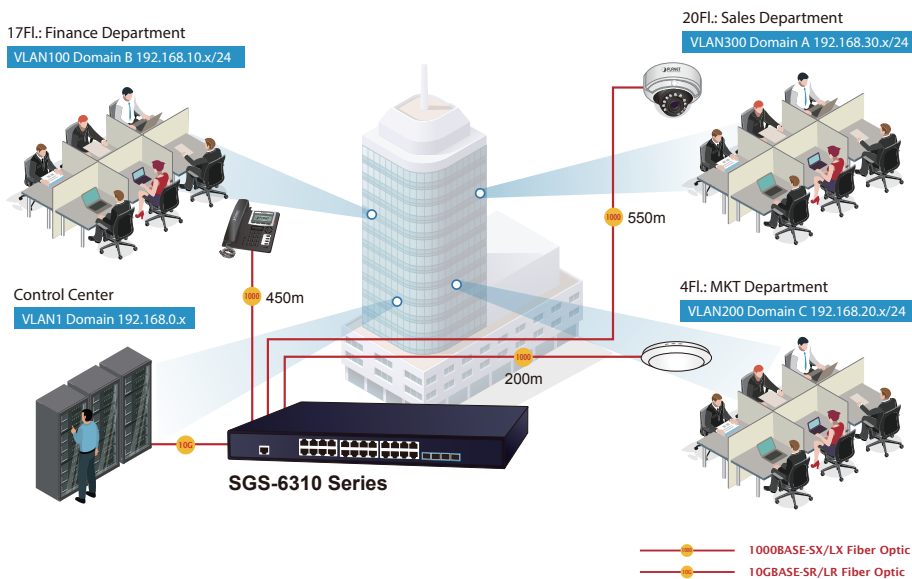 17Fl.: Finance Department
VLAN100 Domain B 192.168.10.x/24
20Fl.: Sales Department
VLAN300 Domain A 192.168.30.x/24
PLANET
1000
550m
1000
450m
Control Center
VLAN1 Domain 192.168.0.x
4Fl.: MKT Department
VLAN200 Domain C 192.168.20.x/24
1000
200m
10G
SGS-6310 Series
1000
1000BASE-SX/LX Fiber Optic
10G
10GBASE-SR/LR Fiber Optic